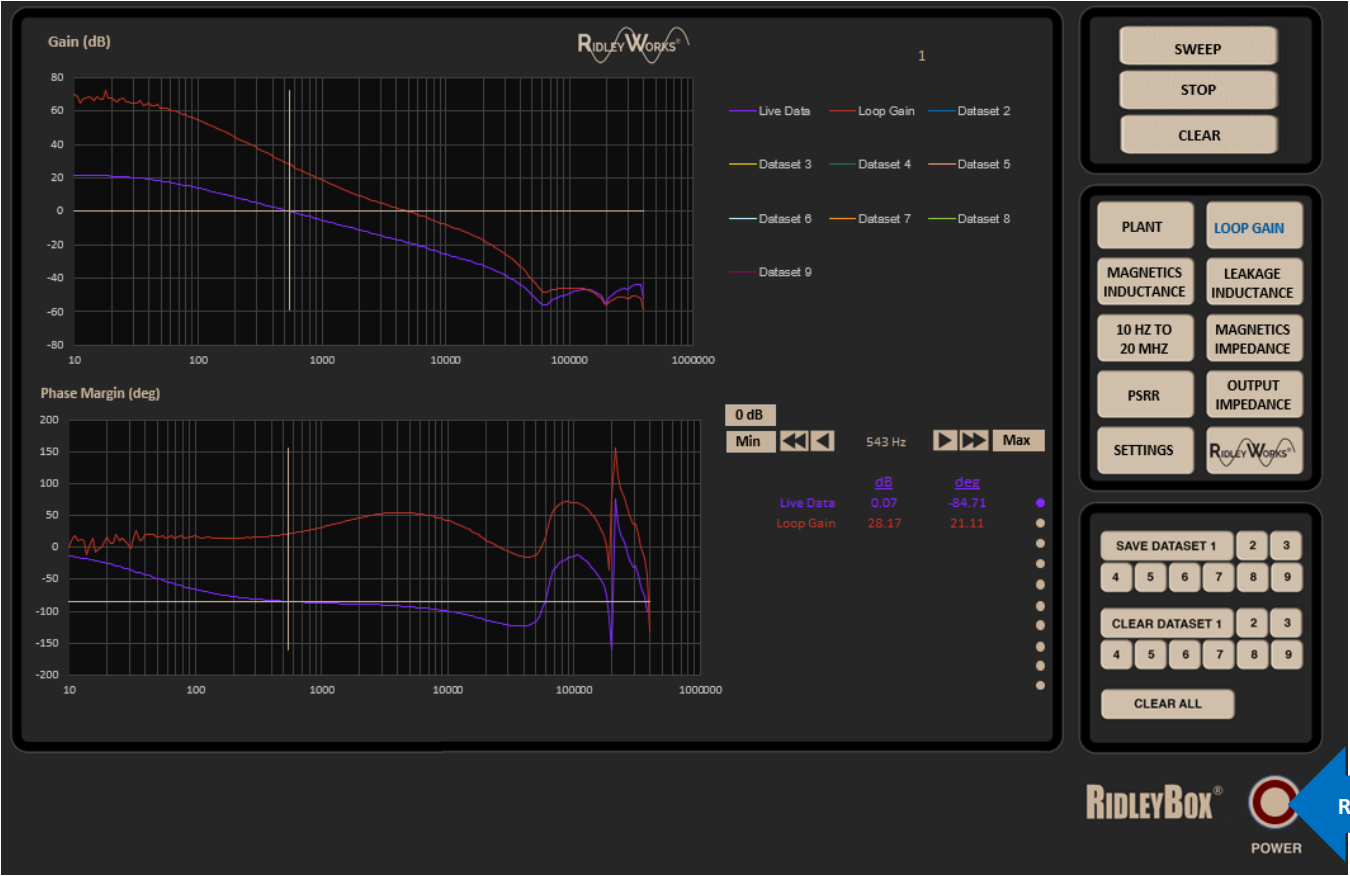 Gain (dB)
RIDLEYWORKS®
1
80
60
40
20
0
-20
-40
-60
-80
10 100 1000 10000 100000 1000000
Live Data Loop Gain Dataset 2
Dataset 3 Dataset 4 Dataset 5
Dataset 6 Dataset 7 Dataset 8
Dataset 9
Phase Margin (deg)
200
150
100
50
0
-50
-100
-150
-200
10 100 1000 10000 100000 1000000
0 dB
Min 543 Hz Max
dB deg
Live Data 0.07 -84.71
Loop Gain 28.17 21.11
SWEEP
STOP
CLEAR
PLANT LOOP GAIN
MAGNETICS
INDUCTANCE
LEAKAGE
INDUCTANCE
10 HZ TO
20 MHZ
MAGNETICS
IMPEDANCE
PSRR
OUTPUT
IMPEDANCE
SETTINGS RIDLEYWORKS®
SAVE DATASET 1 2 3
4 5 6 7 8 9
CLEAR DATASET 1 2 3
4 5 6 7 8 9
CLEAR ALL
RIDLEYBOX®
R
POWER